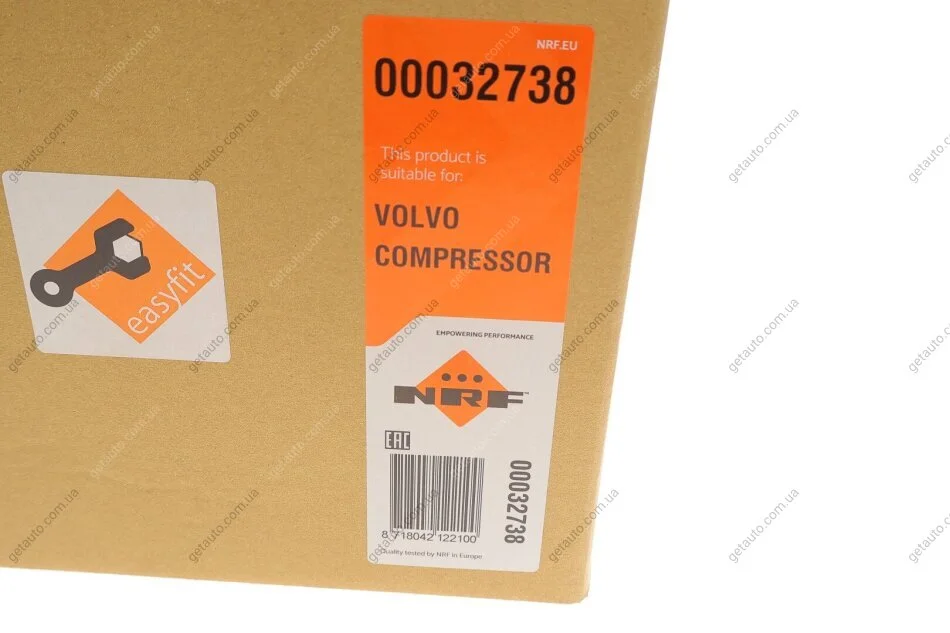 NRF.EU
00032738
This product is
suitable for:
VOLVO
COMPRESSOR
easyfit
EMPOWERING PERFORMANCE
NRF™
EAC
00032738
8 718042 122100
Quality tested by NRF in Europe
getauto.com.ua